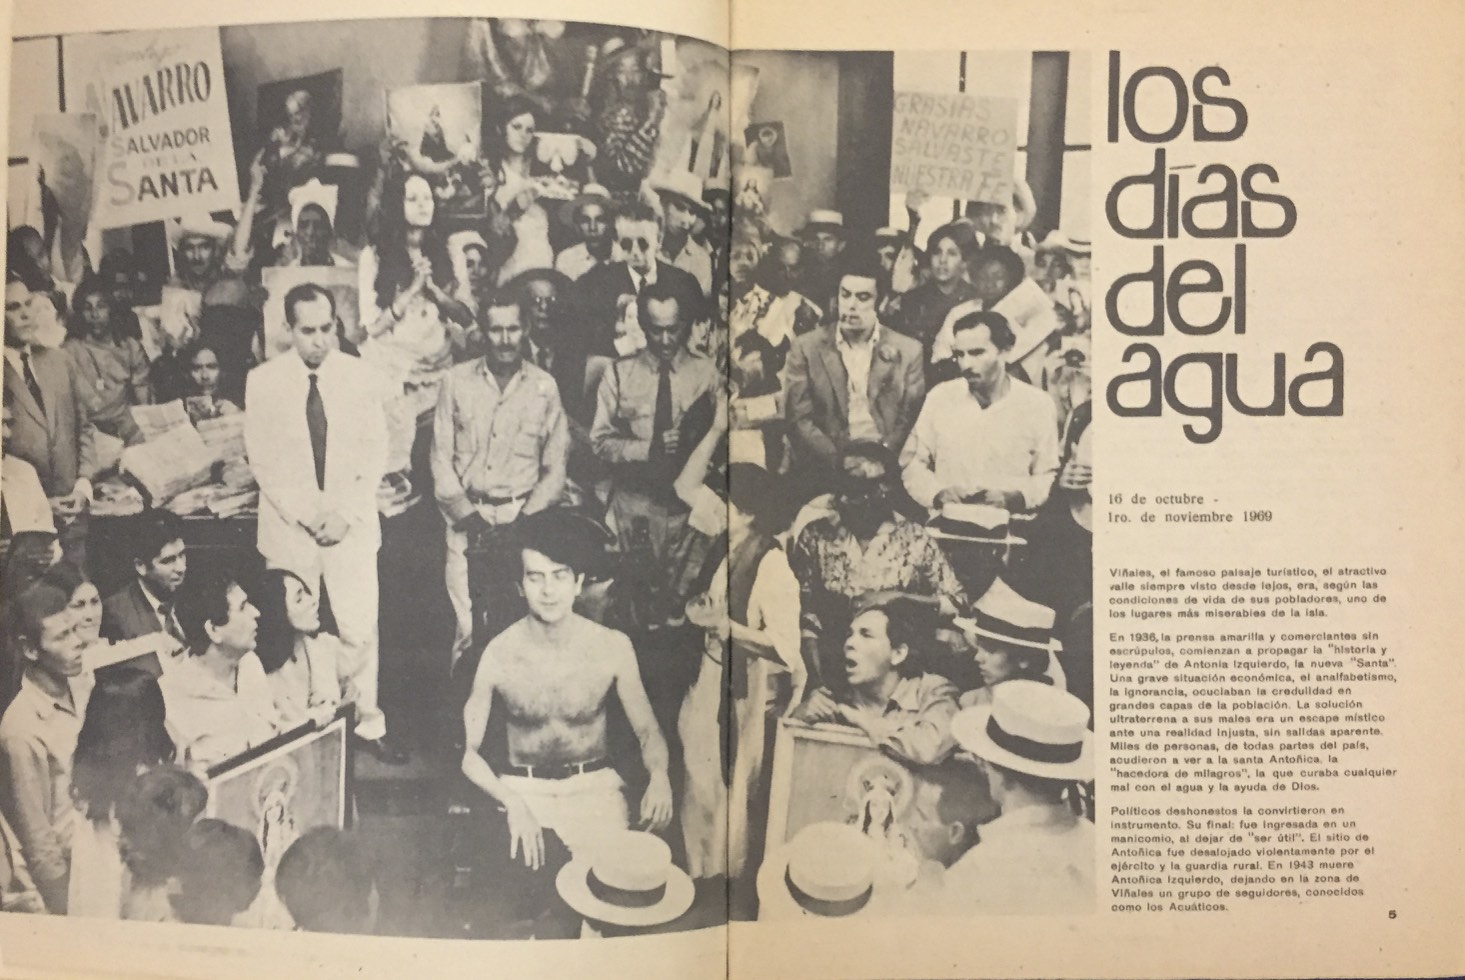 NAVARRO
SALVADOR
DE LA
SANTA
GRASIAS
NAVARRO
SALVASTE
NUESTRA FE
los
días
del
agua
16 de octubre -
1ro. de noviembre 1969
Viñales, el famoso paisaje turístico, el atractivo
valle siempre visto desde lejos, era, según las
condiciones de vida de sus pobladores, uno de
los lugares más miserables de la isla.
En 1936, la prensa amarilla y comerciantes sin
escrúpulos, comienzan a propagar la "historia y
leyenda" de Antonia Izquierdo, la nueva "Santa".
Una grave situación económica, el analfabetismo,
la ignorancia, ocuciaban la credulidad en
grandes capas de la población. La solución
ultraterrena a sus males era un escape místico
ante una realidad injusta, sin salidas aparente.
Miles de personas, de todas partes del país,
acudieron a ver a la santa Antoñica, la
"hacedora de milagros", la que curaba cualquier
mal con el agua y la ayuda de Dios.
Políticos deshonestos la convirtieron en
instrumento. Su final: fue ingresada en un
manicomio, al dejar de "ser útil". El sitio de
Antoñica fue desalojado violentamente por el
ejército y la guardia rural. En 1943 muere
Antoñica Izquierdo, dejando en la zona de
Viñales un grupo de seguidores, conocidos
como los Acuáticos.
5